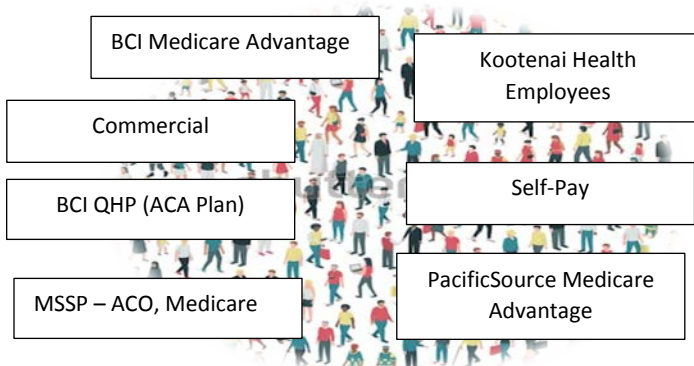 BCI Medicare Advantage
Kootenai Health
Employees
Commercial
BCI QHP (ACA Plan)
Self-Pay
MSSP – ACO, Medicare
PacificSource Medicare
Advantage